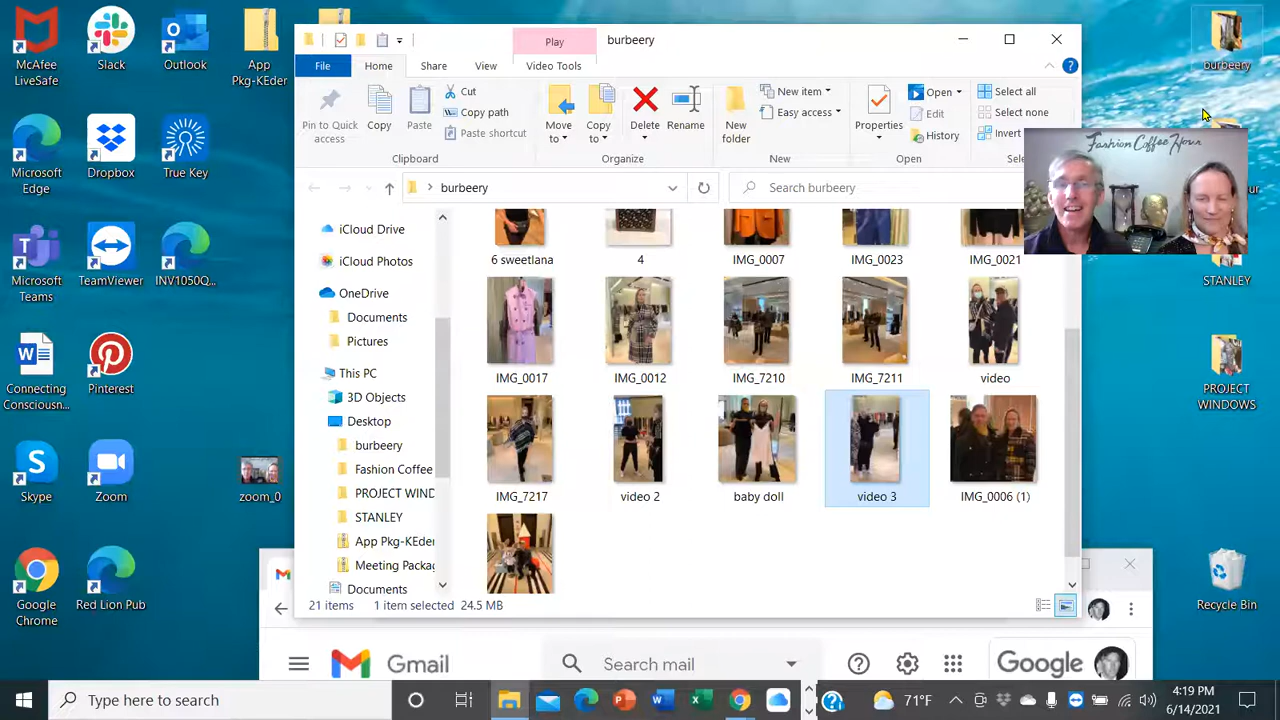 McAfee
LiveSafe
Slack
Outlook
App
Pkg-KEder
Microsoft
Edge
Dropbox
True Key
Microsoft
Teams
TeamViewer
INV1050Q...
Connecting
Consciousn...
Pinterest
Skype
Zoom
zoom_0
Google
Chrome
Red Lion Pub
Play
burbeery
File
Home
Share
View
Video Tools
Pin to Quick
access
Copy
Paste
Cut
Copy path
Paste shortcut
Clipboard
Move
to
Copy
to
Delete
Rename
Organize
New
folder
New item
Easy access
New
Properties
Open
Edit
History
Open
Select all
Select none
Invert
Sele
burbeery
Search burbeery
iCloud Drive
iCloud Photos
OneDrive
Documents
Pictures
This PC
3D Objects
Desktop
burbeery
Fashion Coffee
PROJECT WIND
STANLEY
App Pkg-KEder
Meeting Packag
Documents
6 sweetlana
4
IMG_0007
IMG_0023
IMG_0021
IMG_0017
IMG_0012
IMG_7210
IMG_7211
video
IMG_7217
video 2
baby doll
video 3
IMG_0006 (1)
21 items
1 item selected 24.5 MB
burbeery
Fashion Coffee Hour
ur
STANLEY
PROJECT
WINDOWS
Recycle Bin
Gmail
Search mail
Google
Type here to search
71°F
4:19 PM
6/14/2021